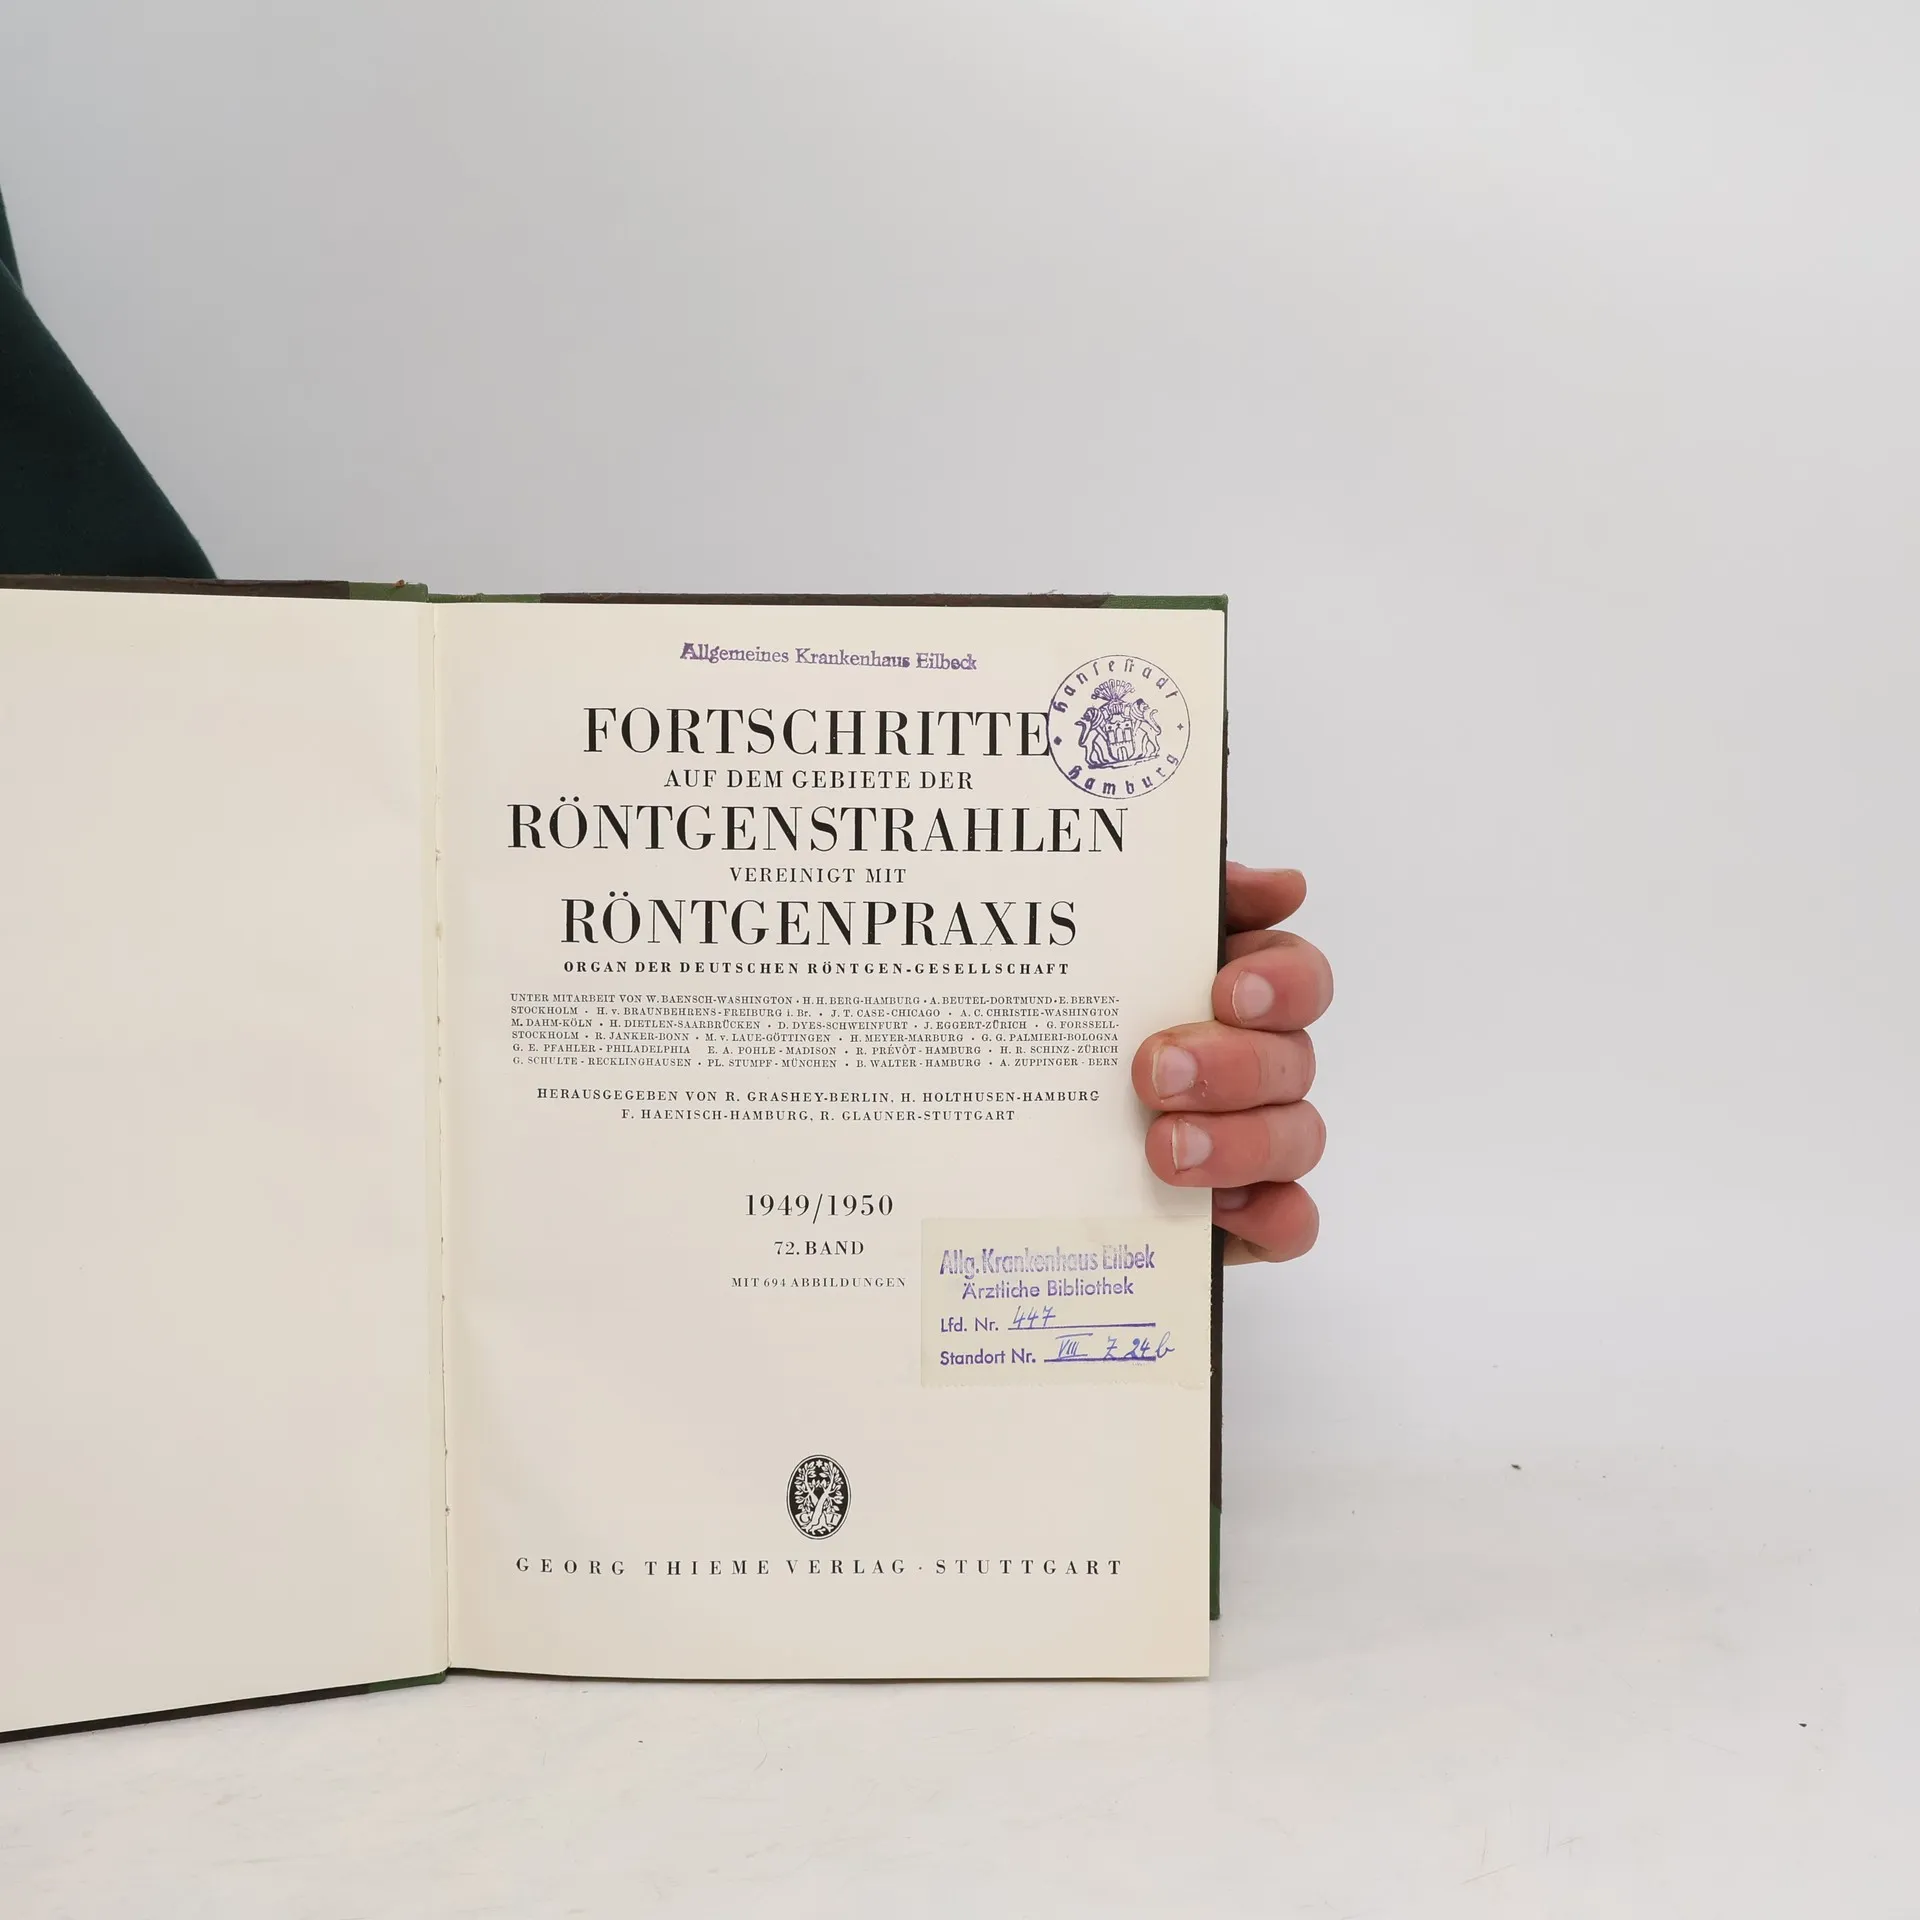 Allgemeines Krankenhaus Eilbeck
Hansestadt
Hamburg
FORTSCHRITTE
AUF DEM GEBIETE DER
RÖNTGENSTRAHLEN
VEREINIGT MIT
RÖNTGENPRAXIS
ORGAN DER DEUTSCHEN RÖNTGEN-GESELLSCHAFT
UNTER MITARBEIT VON W. BAENSCH-WASHINGTON · H. H. BERG-HAMBURG · A. BEUTEL-DORTMUND · E. BERVEN-
STOCKHOLM · H. v. BRAUNBEHRENS-FREIBURG i. Br. · J. T. CASE-CHICAGO · A. C. CHRISTIE-WASHINGTON
M. DAHM-KÖLN · H. DIETLEN-SAARBRÜCKEN · D. DYES-SCHWEINFURT · J. EGGERT-ZÜRICH · G. FORSSELL-
STOCKHOLM · R. JANKER-BONN · M. v. LAUE-GÖTTINGEN · H. MEYER-MARBURG · G. G. PALMIERI-BOLOGNA
G. E. PFAHLER - PHILADELPHIA E. A. POHLE - MADISON · R. PRÉVÔT - HAMBURG · H. R. SCHINZ - ZÜRICH
G. SCHULTE - RECKLINGHAUSEN · PL. STUMPF - MÜNCHEN · B. WALTER - HAMBURG · A. ZUPPINGER - BERN
HERAUSGEGEBEN VON R. GRASHEY-BERLIN, H. HOLTHUSEN-HAMBURG
F. HAENISCH-HAMBURG, R. GLAUNER-STUTTGART
1949/1950
72. BAND
MIT 694 ABBILDUNGEN
Allg. Krankenhaus Eilbek
Ärztliche Bibliothek
Lfd. Nr. 447
Standort Nr. VIII Z 24 b
G T
GEORG THIEME VERLAG · STUTTGART